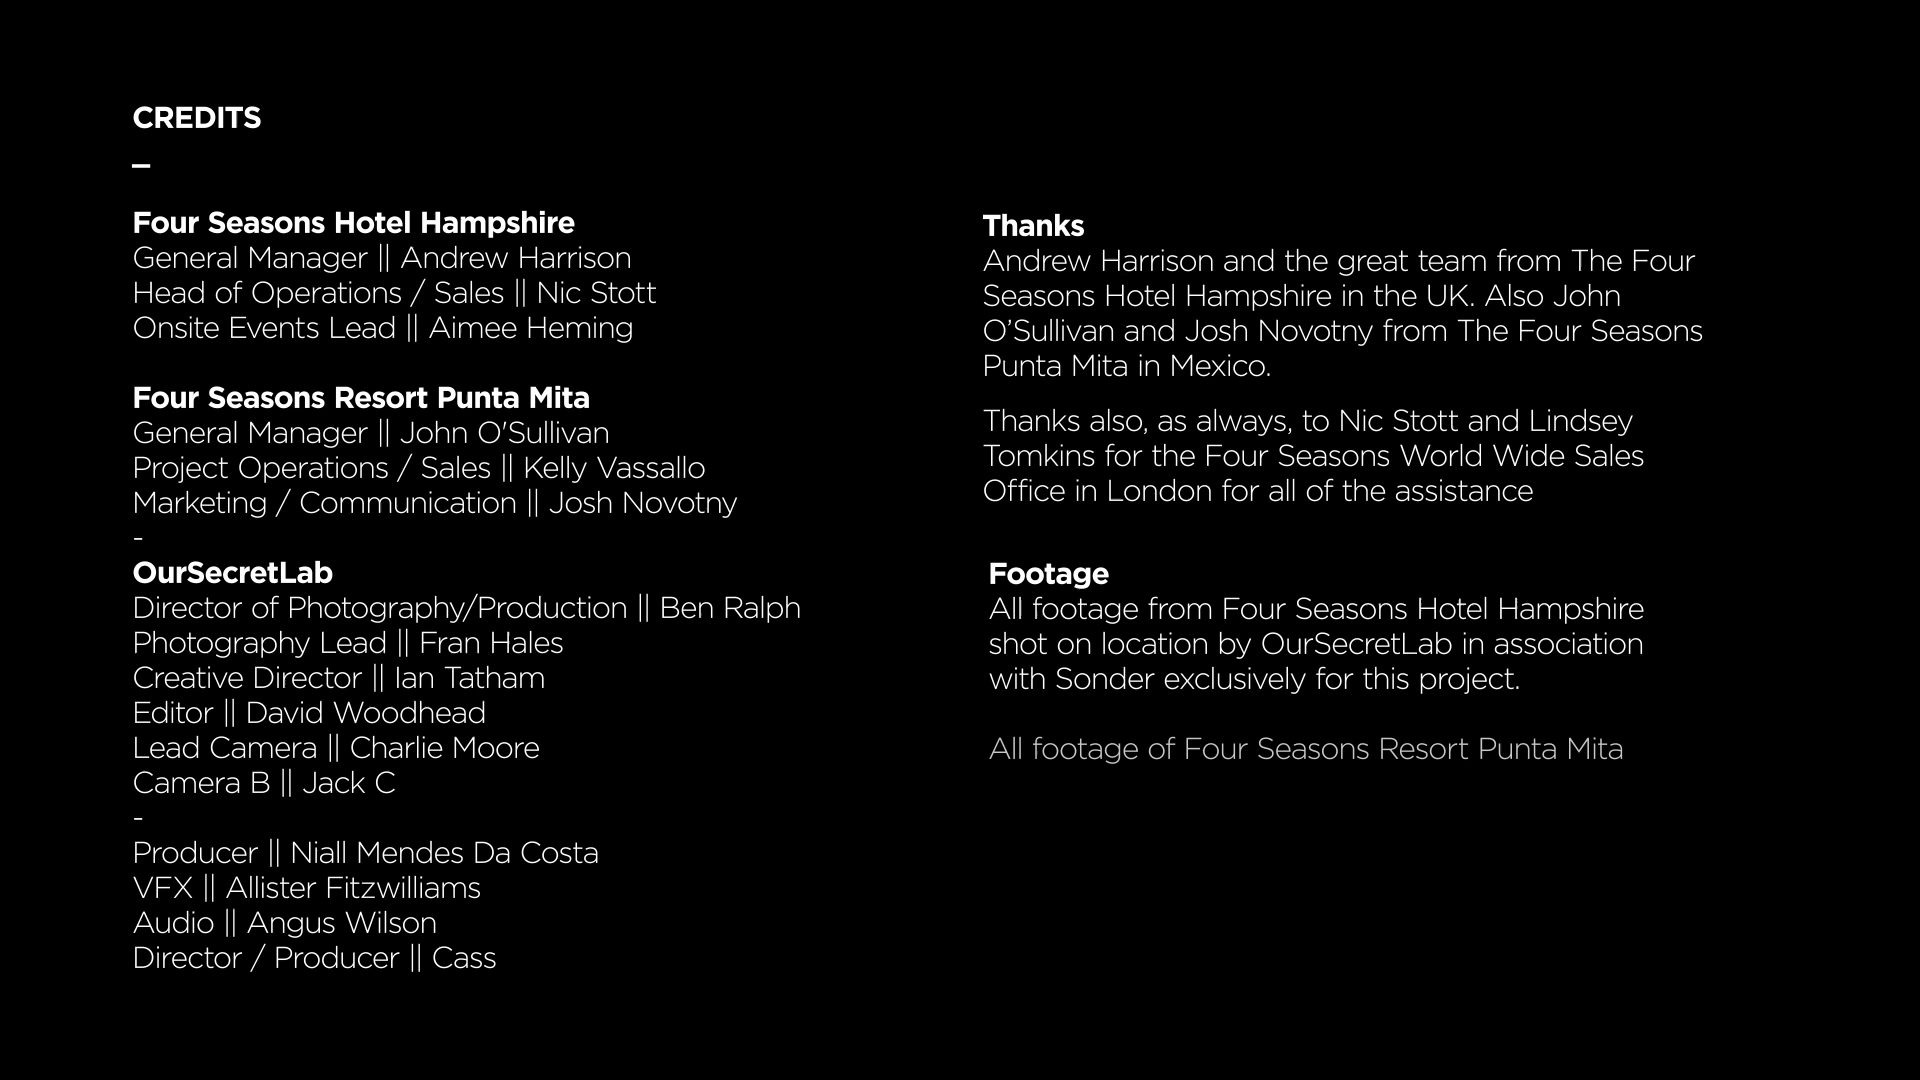 CREDITS
–
Four Seasons Hotel Hampshire
General Manager || Andrew Harrison
Head of Operations / Sales || Nic Stott
Onsite Events Lead || Aimee Heming
Four Seasons Resort Punta Mita
General Manager || John O'Sullivan
Project Operations / Sales || Kelly Vassallo
Marketing / Communication || Josh Novotny
-
OurSecretLab
Director of Photography/Production || Ben Ralph
Photography Lead || Fran Hales
Creative Director || Ian Tatham
Editor || David Woodhead
Lead Camera || Charlie Moore
Camera B || Jack C
-
Producer || Niall Mendes Da Costa
VFX || Allister Fitzwilliams
Audio || Angus Wilson
Director / Producer || Cass
Thanks
Andrew Harrison and the great team from The Four
Seasons Hotel Hampshire in the UK. Also John
O’Sullivan and Josh Novotny from The Four Seasons
Punta Mita in Mexico.
Thanks also, as always, to Nic Stott and Lindsey
Tomkins for the Four Seasons World Wide Sales
Office in London for all of the assistance
Footage
All footage from Four Seasons Hotel Hampshire
shot on location by OurSecretLab in association
with Sonder exclusively for this project.
All footage of Four Seasons Resort Punta Mita